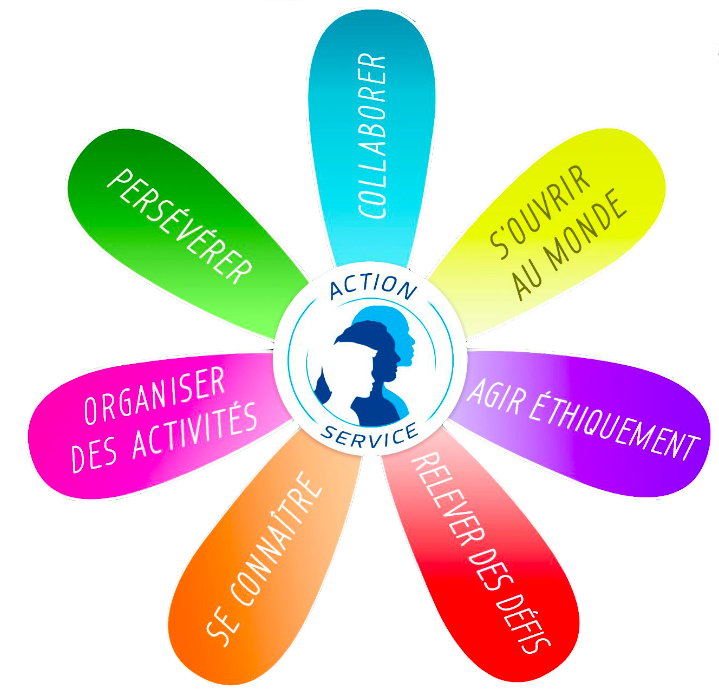 COLLABORER
S'OUVRIR
AU MONDE
AGIR ÉTHIQUEMENT
RELEVER DES DÉFIS
SE CONNAÎTRE
ORGANISER
DES ACTIVITÉS
PERSÉVÉRER
ACTION
SERVICE